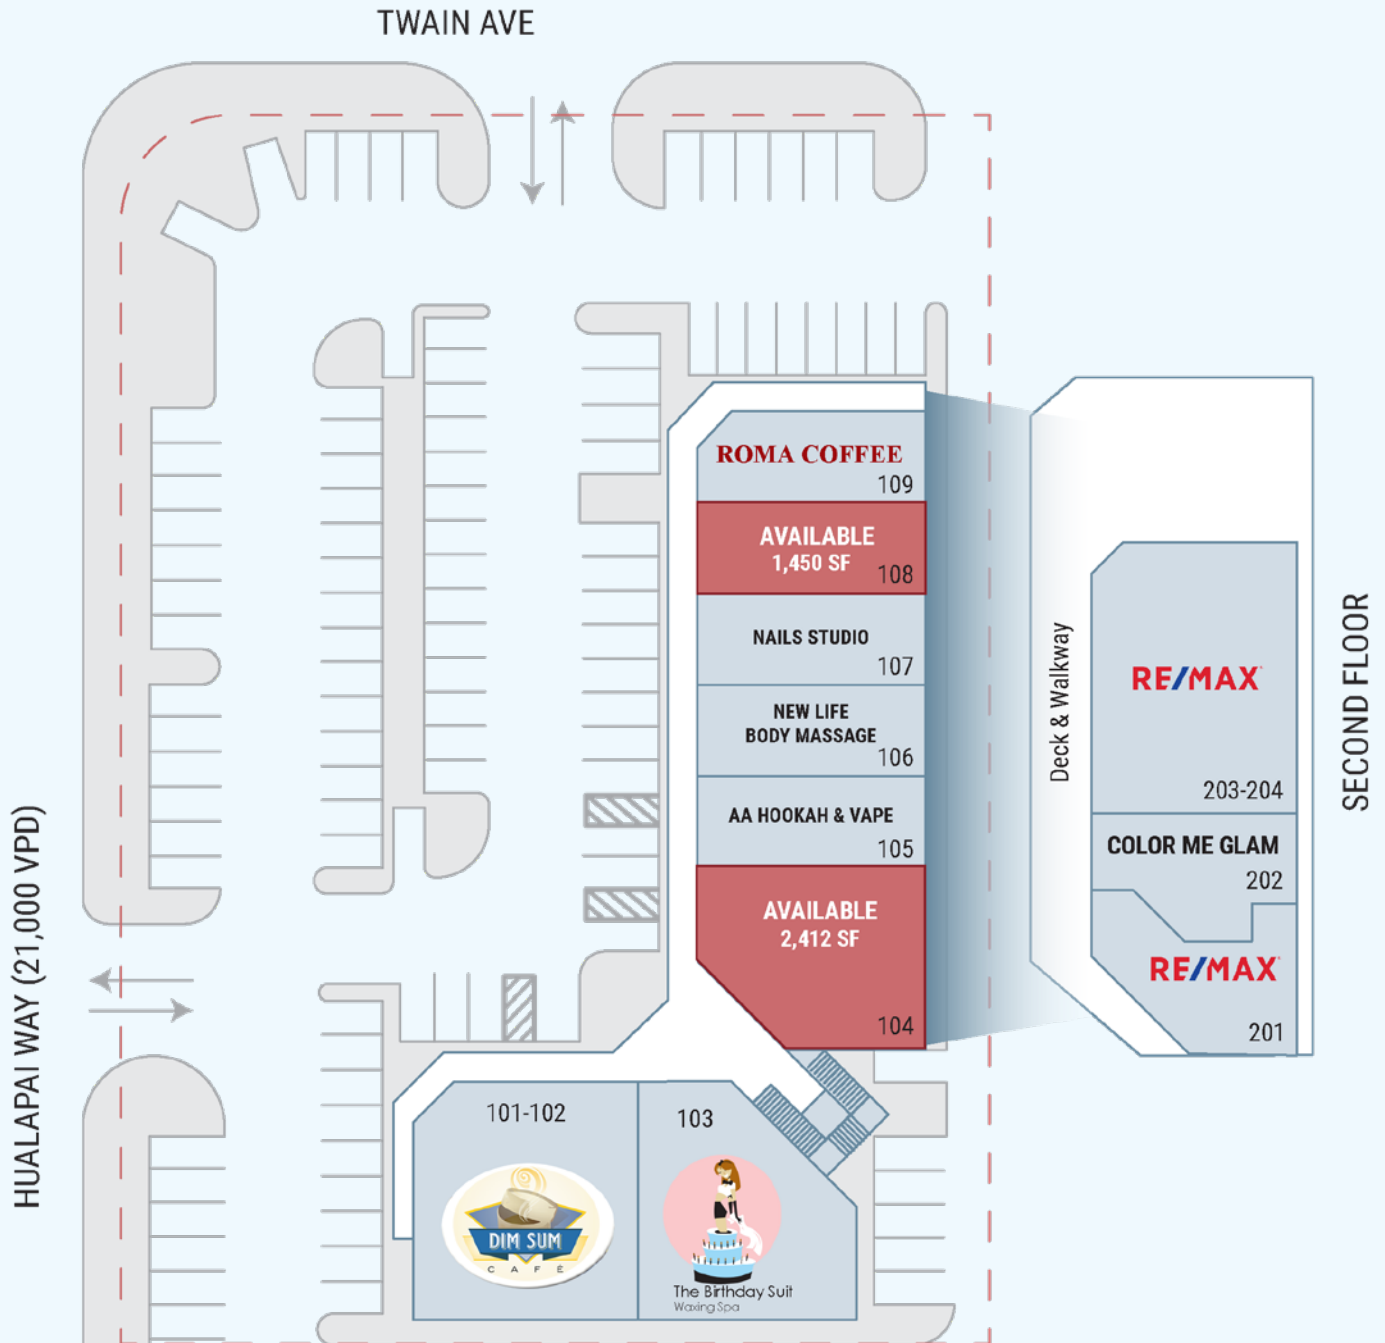 TWAIN AVE
ROMA COFFEE
109
AVAILABLE
1,450 SF
108
NAILS STUDIO
107
NEW LIFE
BODY MASSAGE
106
AA HOOKAH & VAPE
105
AVAILABLE
2,412 SF
104
Deck & Walkway
RE/MAX
203-204
COLOR ME GLAM
202
RE/MAX
201
SECOND FLOOR
HUALAPAI WAY (21,000 VPD)
101-102
DIM SUM
CAFÉ
103
The Birthday Suit
Waxing Spa